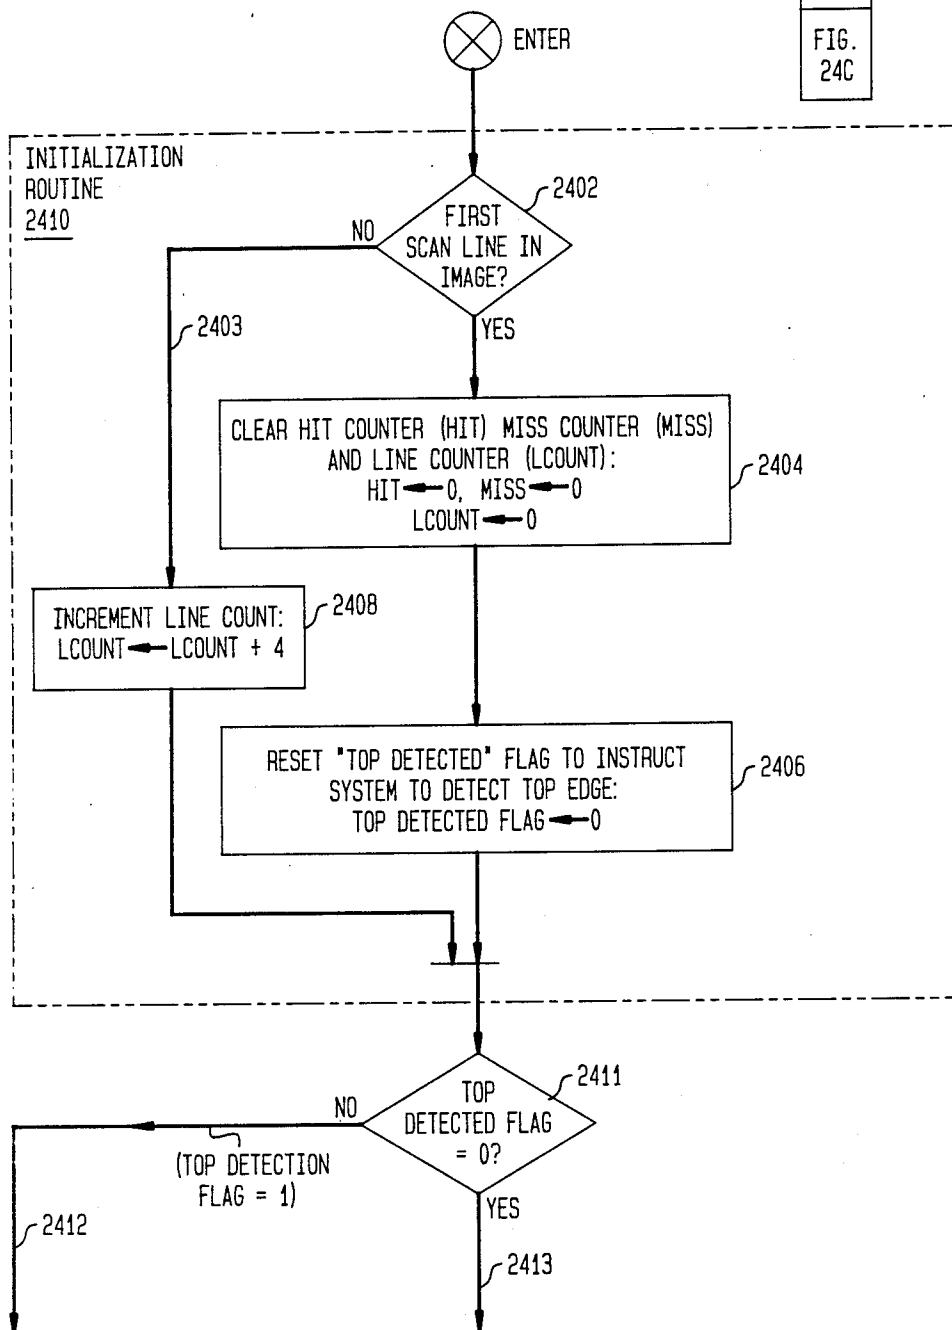 ENTER
FIG.
24C
INITIALIZATION
ROUTINE
2410
2402
FIRST
SCAN LINE IN
IMAGE?
NO
YES
2403
CLEAR HIT COUNTER (HIT) MISS COUNTER (MISS)
AND LINE COUNTER (LCOUNT):
HIT←0, MISS←0
LCOUNT←0
2404
INCREMENT LINE COUNT:
LCOUNT←LCOUNT + 4
2408
RESET "TOP DETECTED" FLAG TO INSTRUCT
SYSTEM TO DETECT TOP EDGE:
TOP DETECTED FLAG←0
2406
2411
TOP
DETECTED FLAG
= 0?
NO
(TOP DETECTION
FLAG = 1)
YES
2412
2413